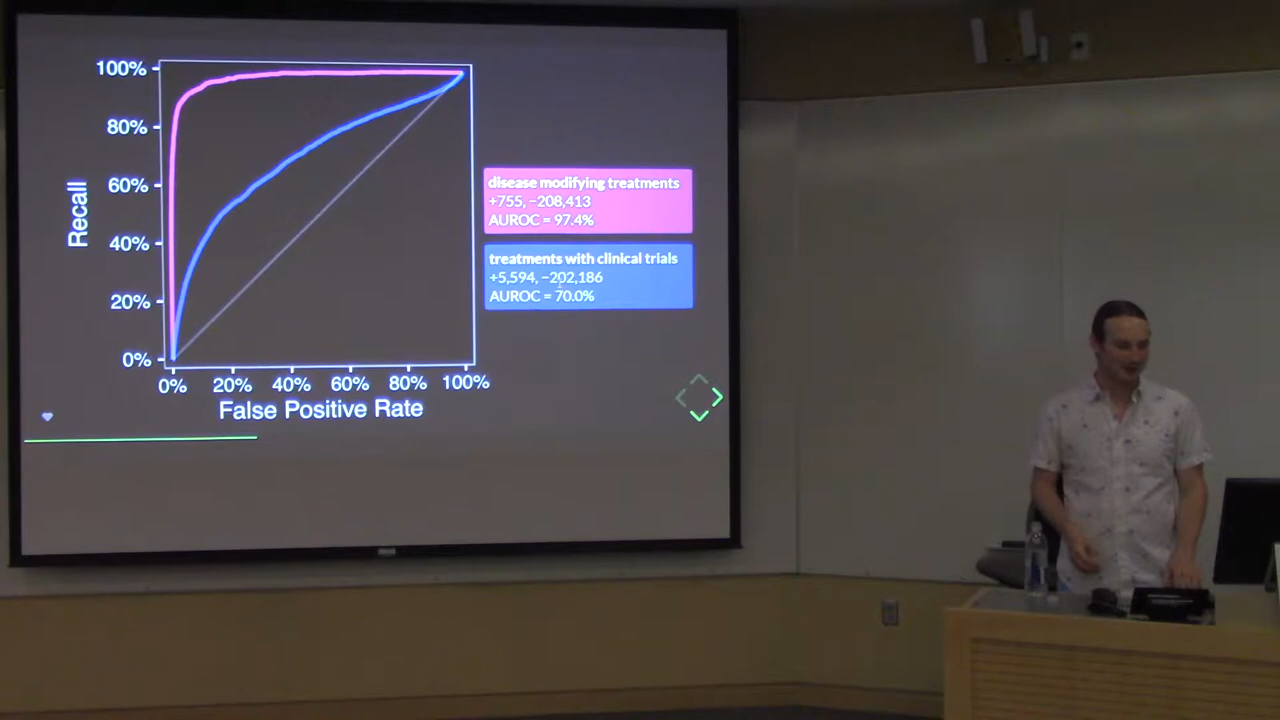 100%
80%
60%
40%
20%
0%
Recall
0% 20% 40% 60% 80% 100%
False Positive Rate
disease modifying treatments
+755, −208,413
AUROC = 97.4%
treatments with clinical trials
+5,594, −202,186
AUROC = 70.0%